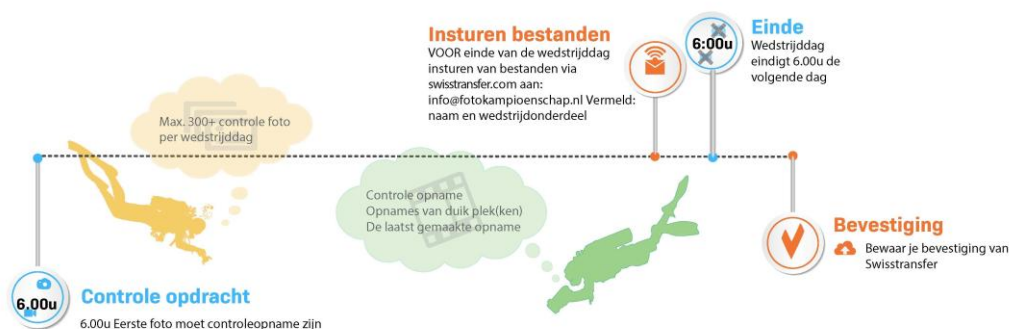 Insturen bestanden
VOOR einde van de wedstrijddag
insturen van bestanden via
swisstransfer.com aan:
info@fotokampioenschap.nl Vermeld:
naam en wedstrijdonderdeel
6:00u
Einde
Wedstrijddag
eindigt 6.00u de
volgende dag
Max. 300+ controle foto
per wedstrijddag
Controle opname
Opnames van duik plek(ken)
De laatst gemaakte opname
Bevestiging
Bewaar je bevestiging van
Swisstransfer
6.00u
Controle opdracht
6.00u Eerste foto moet controleopname zijn